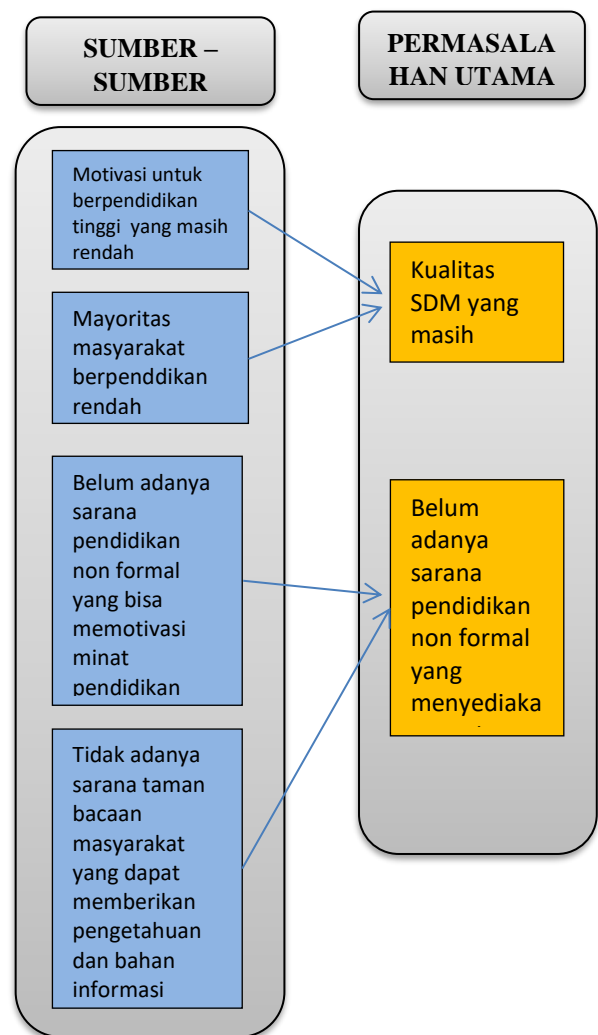 SUMBER –
SUMBER
PERMASALA
HAN UTAMA
Motivasi untuk
berpendidikan
tinggi yang masih
rendah
Mayoritas
masyarakat
berpenddikan
rendah
Belum adanya
sarana
pendidikan
non formal
yang bisa
memotivasi
minat
pendidikan
Tidak adanya
sarana taman
bacaan
masyarakat
yang dapat
memberikan
pengetahuan
dan bahan
informasi
Kualitas
SDM yang
masih
Belum
adanya
sarana
pendidikan
non formal
yang
menyediaka